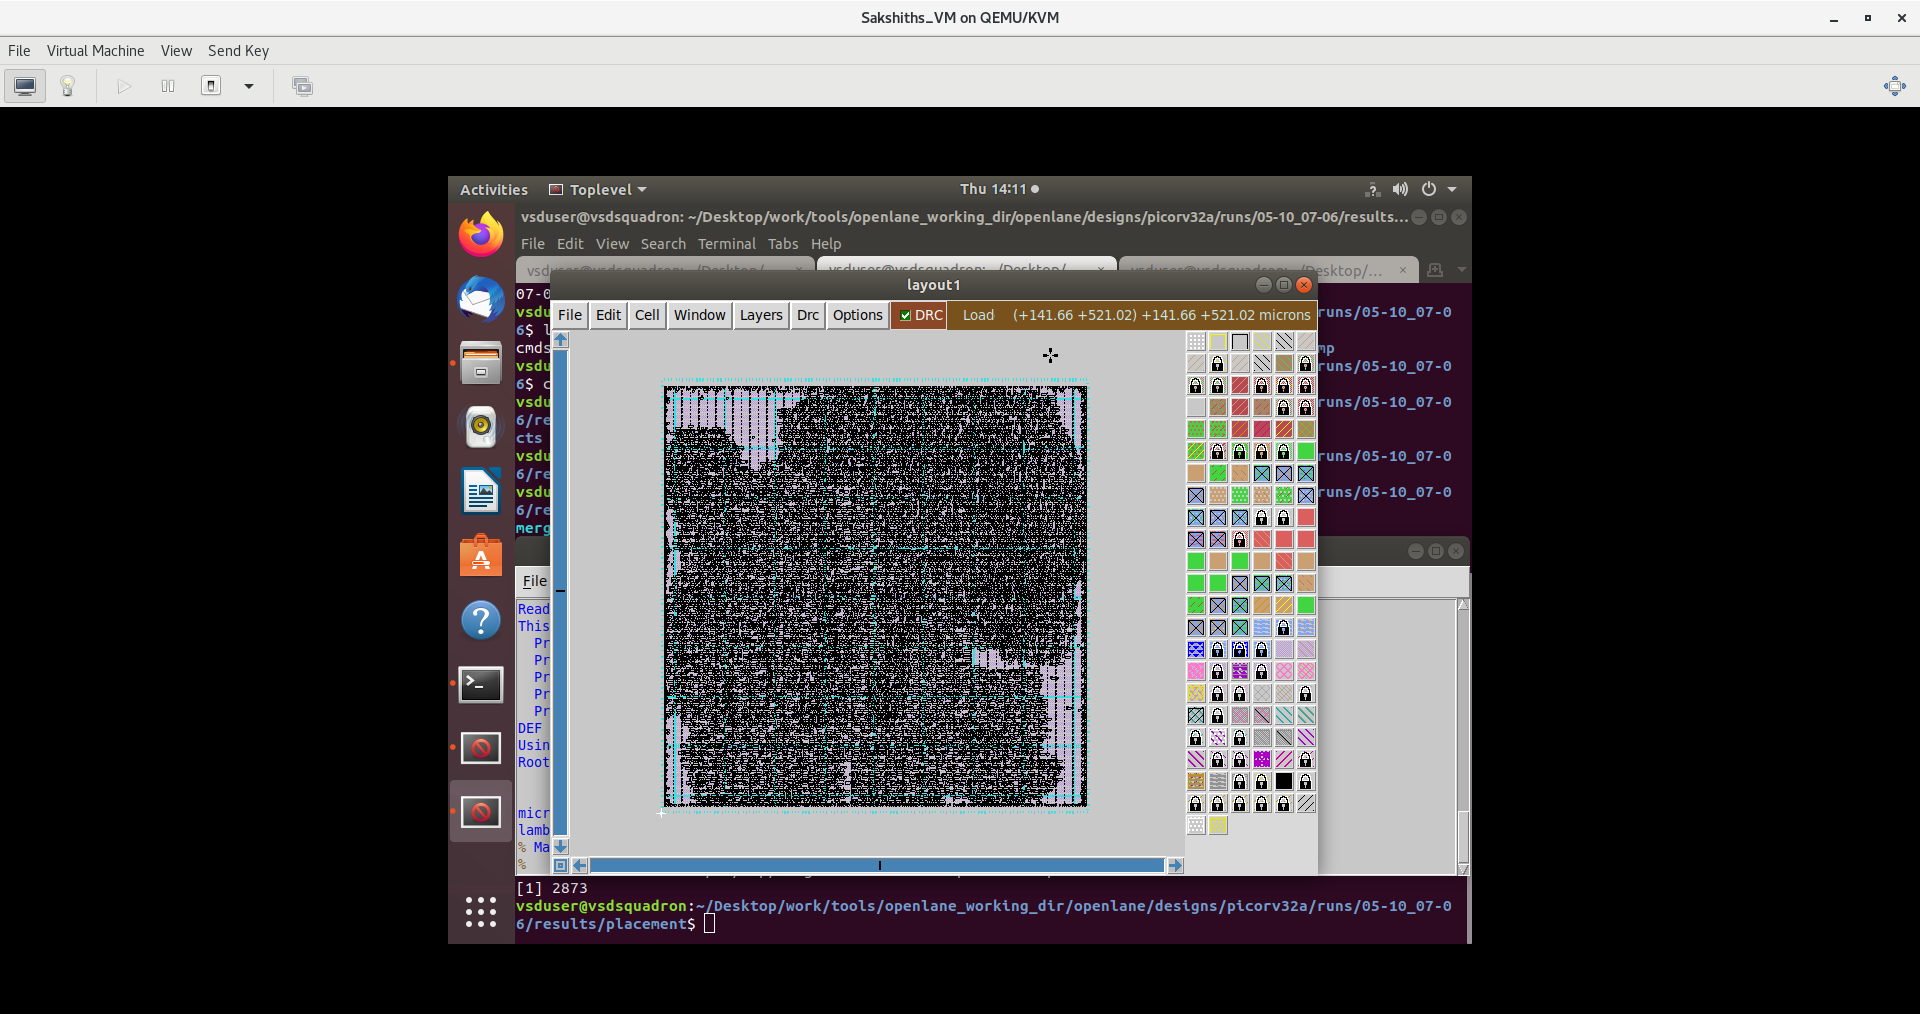 Sakshiths_VM on QEMU/KVM
File Virtual Machine View Send Key
Activities Toplevel Thu 14:11
vsduser@vsdsquadron: ~/Desktop/work/tools/openlane_working_dir/openlane/designs/picorv32a/runs/05-10_07-06/results...
File Edit View Search Terminal Tabs Help
vsduser@vsdsquadron: ~/Desktop/... vsduser@vsdsquadron: ~/Desktop/... vsduser@vsdsquadron: ~/Desktop/...
layout1
File Edit Cell Window Layers Drc Options DRC Load (+141.66 +521.02) +141.66 +521.02 microns
07-0
vsdu runs/05-10_07-0
6$ l
cmds mp
vsdu runs/05-10_07-0
6$ c
vsdu runs/05-10_07-0
6/re
cts
vsdu runs/05-10_07-0
6/re
vsdu runs/05-10_07-0
6/re
merg
File
Read
This
Pr
Pr
Pr
Pr
Pr
DEF
Usin
Root
micr
lamb
% Ma
%
[1] 2873
vsduser@vsdsquadron:~/Desktop/work/tools/openlane_working_dir/openlane/designs/picorv32a/runs/05-10_07-0
6/results/placement$